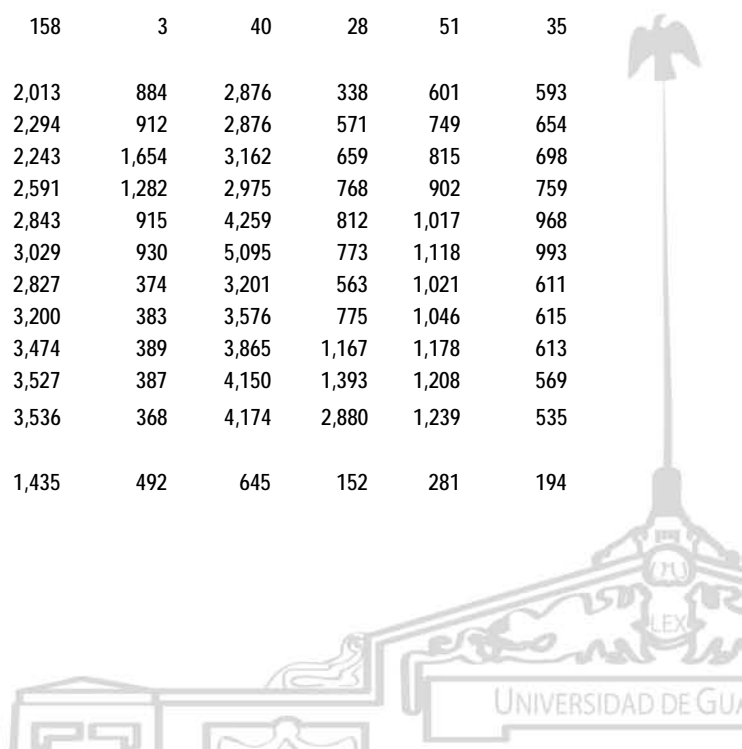 158 3 40 28 51 35
2,013 884 2,876 338 601 593
2,294 912 2,876 571 749 654
2,243 1,654 3,162 659 815 698
2,591 1,282 2,975 768 902 759
2,843 915 4,259 812 1,017 968
3,029 930 5,095 773 1,118 993
2,827 374 3,201 563 1,021 611
3,200 383 3,576 775 1,046 615
3,474 389 3,865 1,167 1,178 613
3,527 387 4,150 1,393 1,208 569
3,536 368 4,174 2,880 1,239 535
1,435 492 645 152 281 194
LEX
UNIVERSIDAD DE GUA